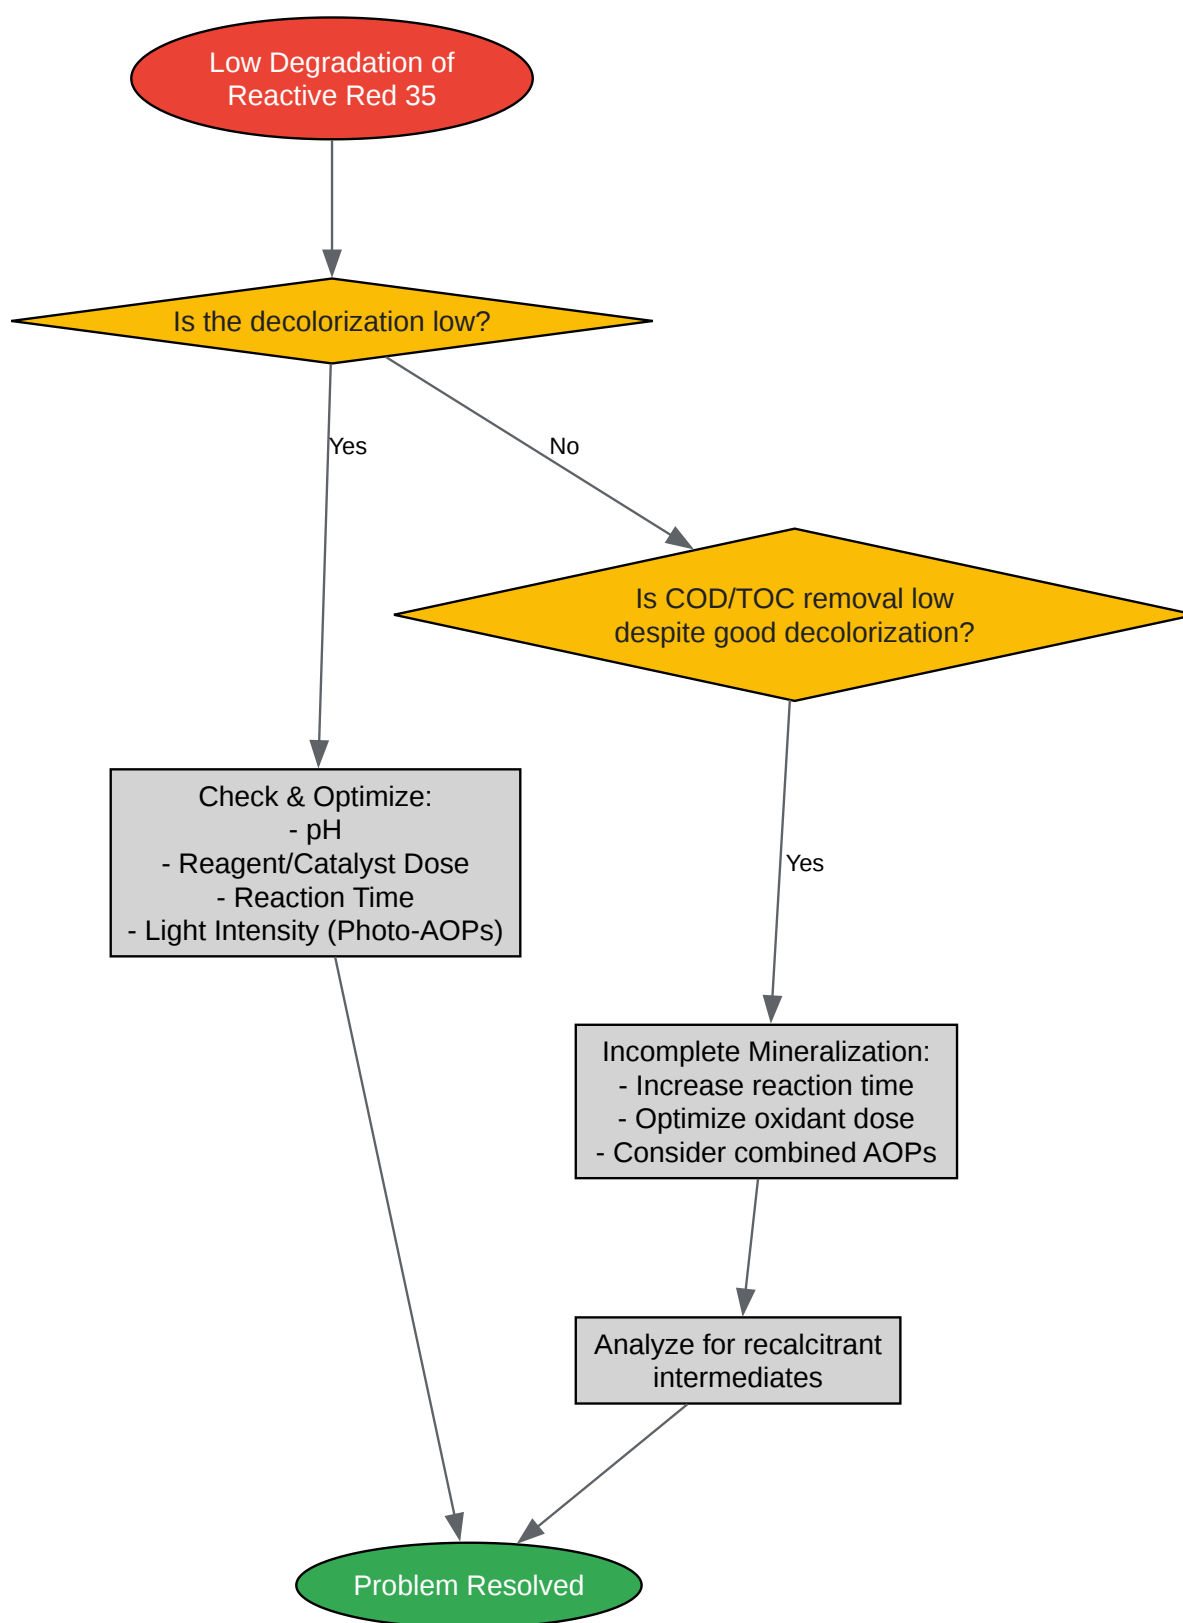 Low Degradation of
Reactive Red 35
Is the decolorization low?
Yes
No
Is COD/TOC removal low
despite good decolorization?
Check & Optimize:
- pH
- Reagent/Catalyst Dose
- Reaction Time
- Light Intensity (Photo-AOPs)
Yes
Incomplete Mineralization:
- Increase reaction time
- Optimize oxidant dose
- Consider combined AOPs
Analyze for recalcitrant
intermediates
Problem Resolved